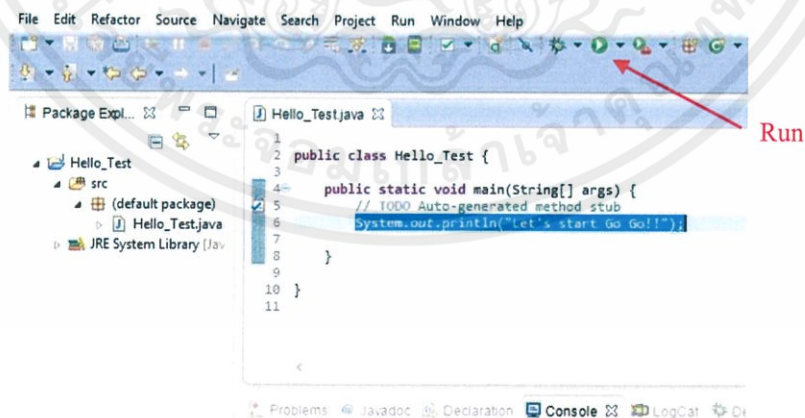 File Edit Refactor Source Navigate Search Project Run Window Help
Package Expl...
Hello_Test.java
Run
Hello_Test
src
(default package)
Hello_Test.java
JRE System Library [Jav
1
2 public class Hello_Test {
3
4 public static void main(String[] args) {
5 // TODO Auto-generated method stub
6 System.out.println("Let's start Go Go!!");
7
8 }
9
10 }
11
Problems Javadoc Declaration Console LogCat De